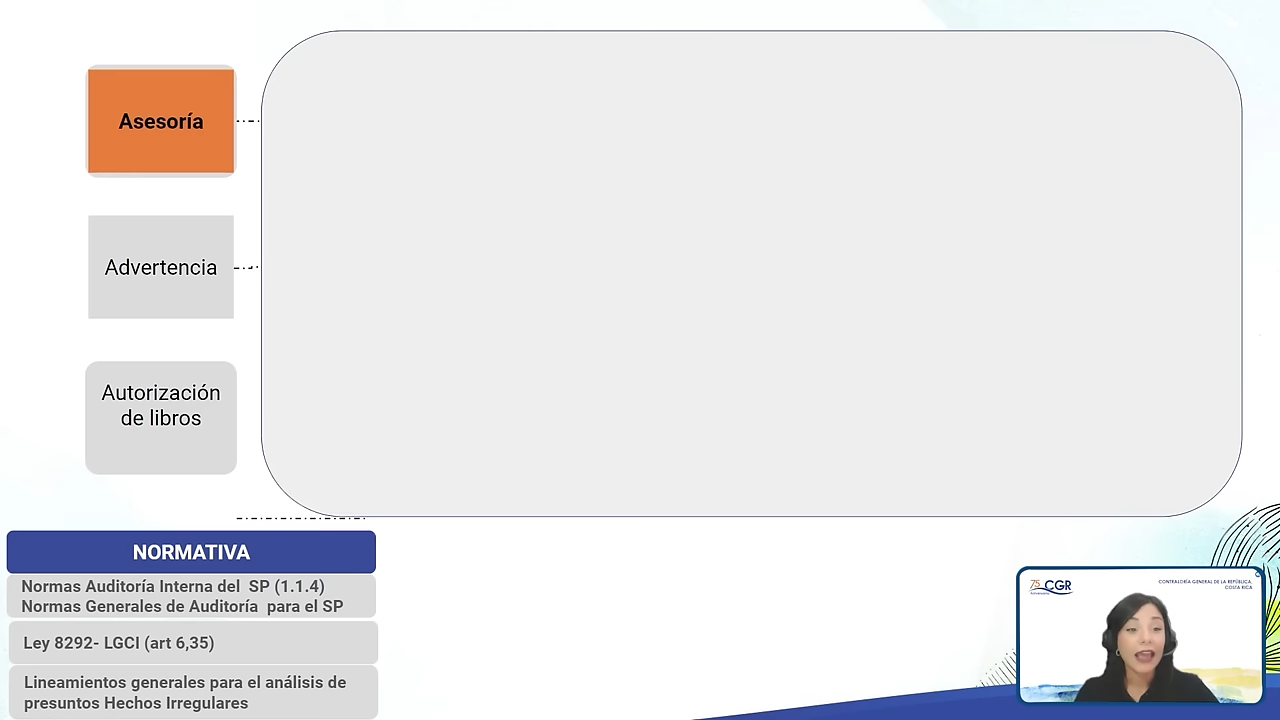 Asesoría
Advertencia
Autorización
de libros
NORMATIVA
Normas Auditoría Interna del SP (1.1.4)
Normas Generales de Auditoría para el SP
Ley 8292- LGCI (art 6,35)
Lineamientos generales para el análisis de
presuntos Hechos Irregulares
75 CGR
CONTRALORÍA GENERAL DE LA REPÚBLICA,
COSTA RICA